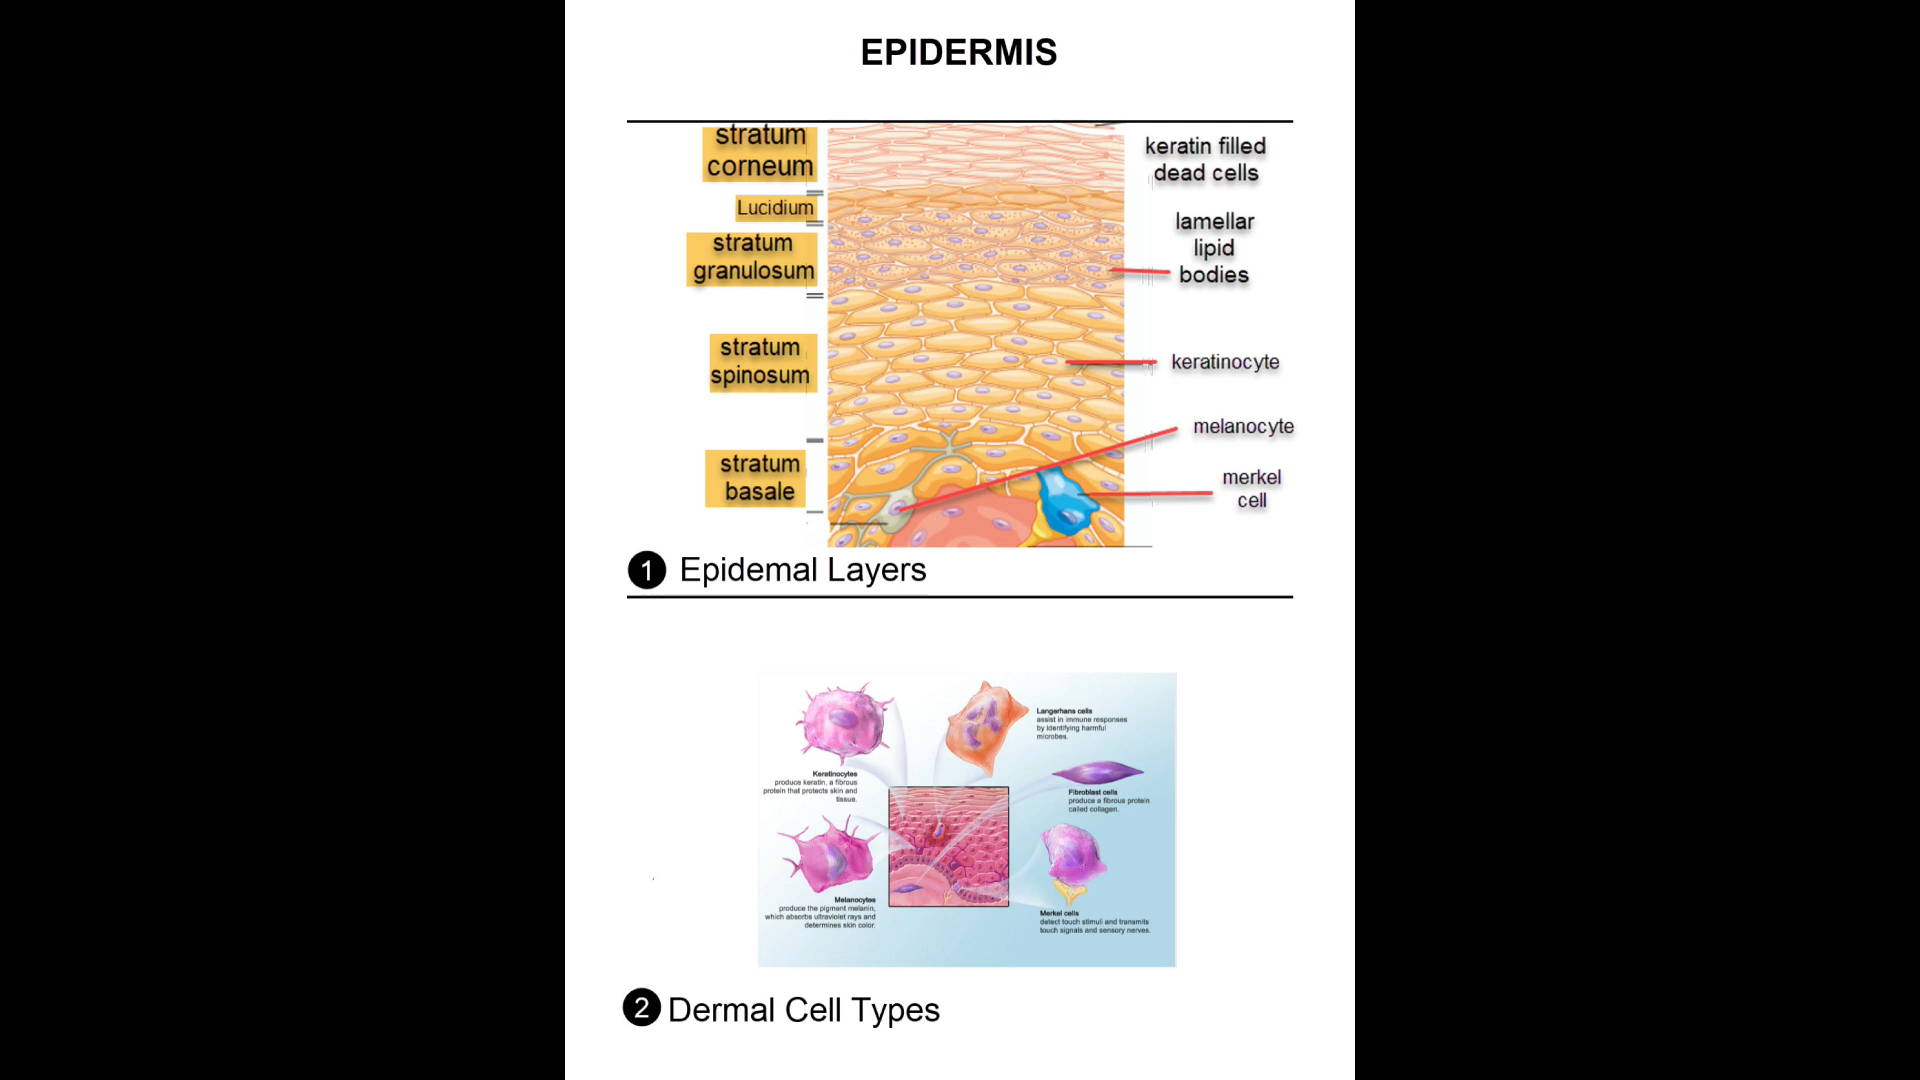 EPIDERMIS
stratum
corneum
Lucidium
stratum
granulosum
stratum
spinosum
stratum
basale
keratin filled
dead cells
lamellar
lipid
bodies
keratinocyte
melanocyte
merkel
cell
1 Epidemal Layers
Keratinocytes
produce keratin, a fibrous
protein that protects skin and
tissue.
Langerhans cells
assist in immune responses
by identifying harmful
microbes.
Fibroblast cells
produce a fibrous protein
called collagen.
Melanocytes
produce the pigment melanin,
which absorbs ultraviolet rays and
determines skin color.
Merkel cells
detect touch stimuli and transmits
touch signals and sensory nerves.
2 Dermal Cell Types